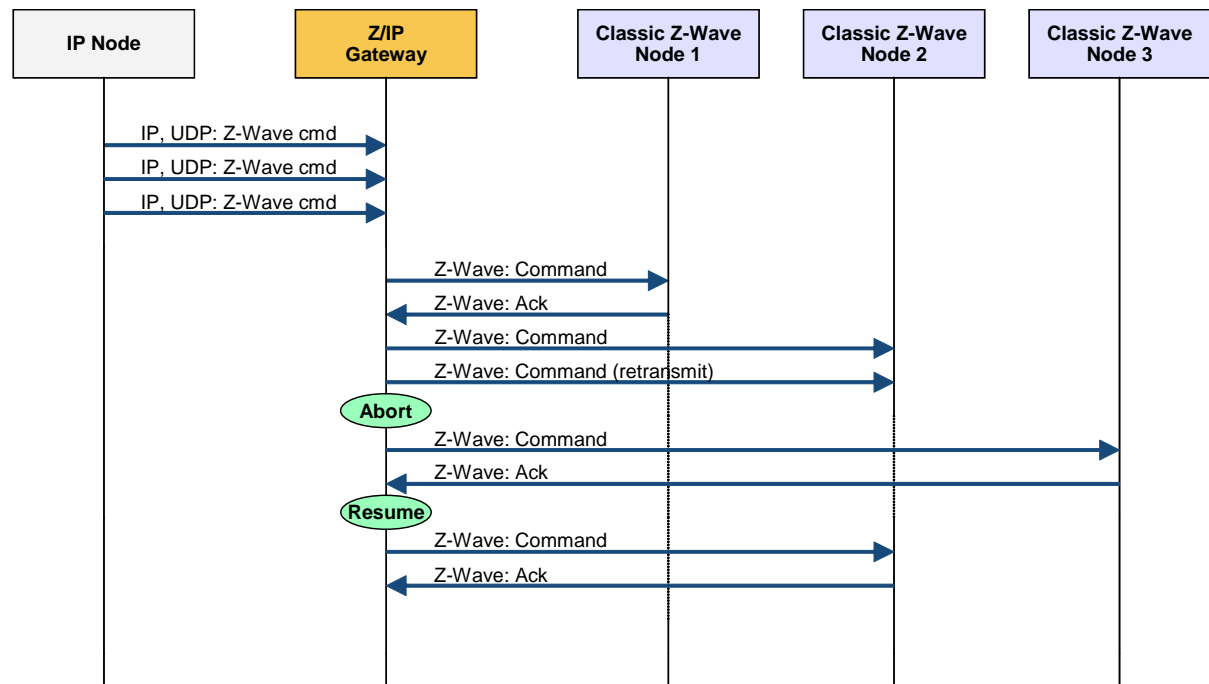 IP Node
Z/IP
Gateway
Classic Z-Wave
Node 1
Classic Z-Wave
Node 2
Classic Z-Wave
Node 3
IP, UDP: Z-Wave cmd
IP, UDP: Z-Wave cmd
IP, UDP: Z-Wave cmd
Z-Wave: Command
Z-Wave: Ack
Z-Wave: Command
Z-Wave: Command (retransmit)
Abort
Z-Wave: Command
Z-Wave: Ack
Resume
Z-Wave: Command
Z-Wave: Ack